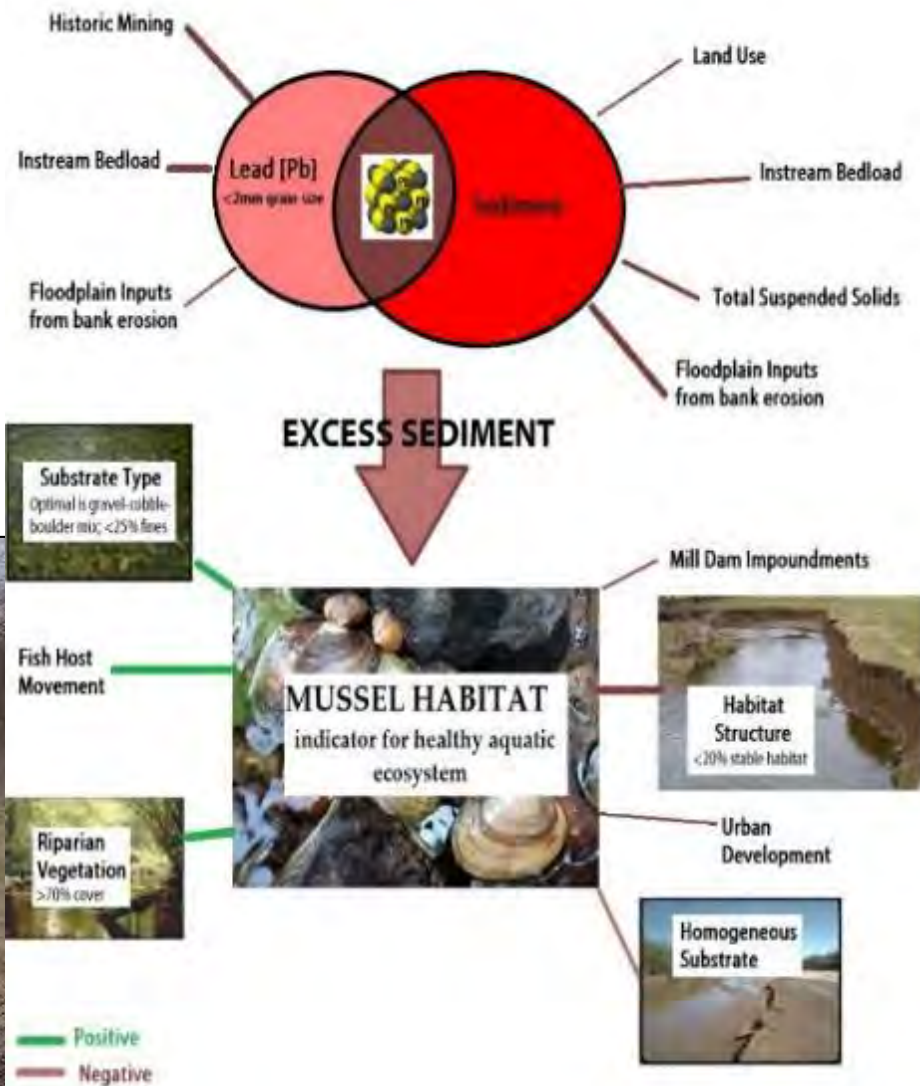 Historic Mining
Land Use
Instream Bedload
Lead [Pb]
<2mm grain size
Sediment
Instream Bedload
Floodplain Inputs
from bank erosion
Total Suspended Solids
Floodplain Inputs
from bank erosion
EXCESS SEDIMENT
Substrate Type
Optimal is gravel-cobble-
boulder mix; <25% fines
Mill Dam Impoundments
Fish Host
Movement
MUSSEL HABITAT
indicator for healthy aquatic
ecosystem
Habitat
Structure
<20% stable habitat
Riparian
Vegetation
>70% cover
Urban
Development
Homogeneous
Substrate
Positive
Negative